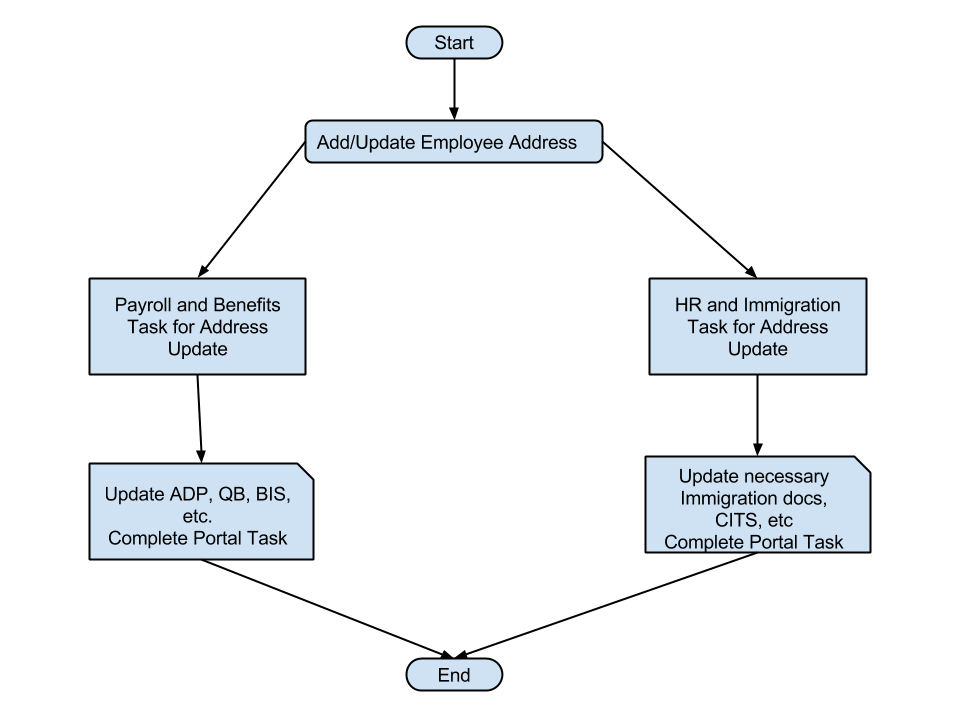 Start
Add/Update Employee Address
Payroll and Benefits
Task for Address
Update
HR and Immigration
Task for Address
Update
Update ADP, QB, BIS,
etc.
Complete Portal Task
Update necessary
Immigration docs,
CITS, etc
Complete Portal Task
End